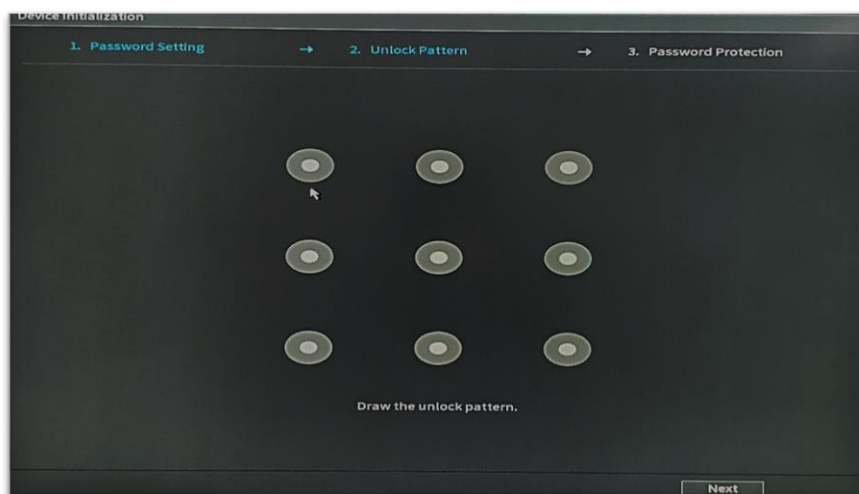 Device Initialization
1. Password Setting → 2. Unlock Pattern → 3. Password Protection
Draw the unlock pattern.
Next